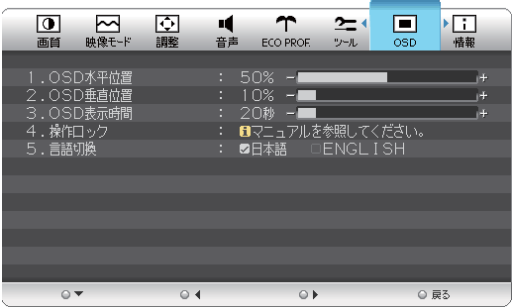 画質 映像モード 調整 音声 ECO PROF. ツール OSD 情報
1.OSD水平位置 : 50% - +
2.OSD垂直位置 : 10% - +
3.OSD表示時間 : 20秒 - +
4.操作ロック : iマニュアルを参照してください。
5.言語切換 : 日本語 ENGLISH
戻る